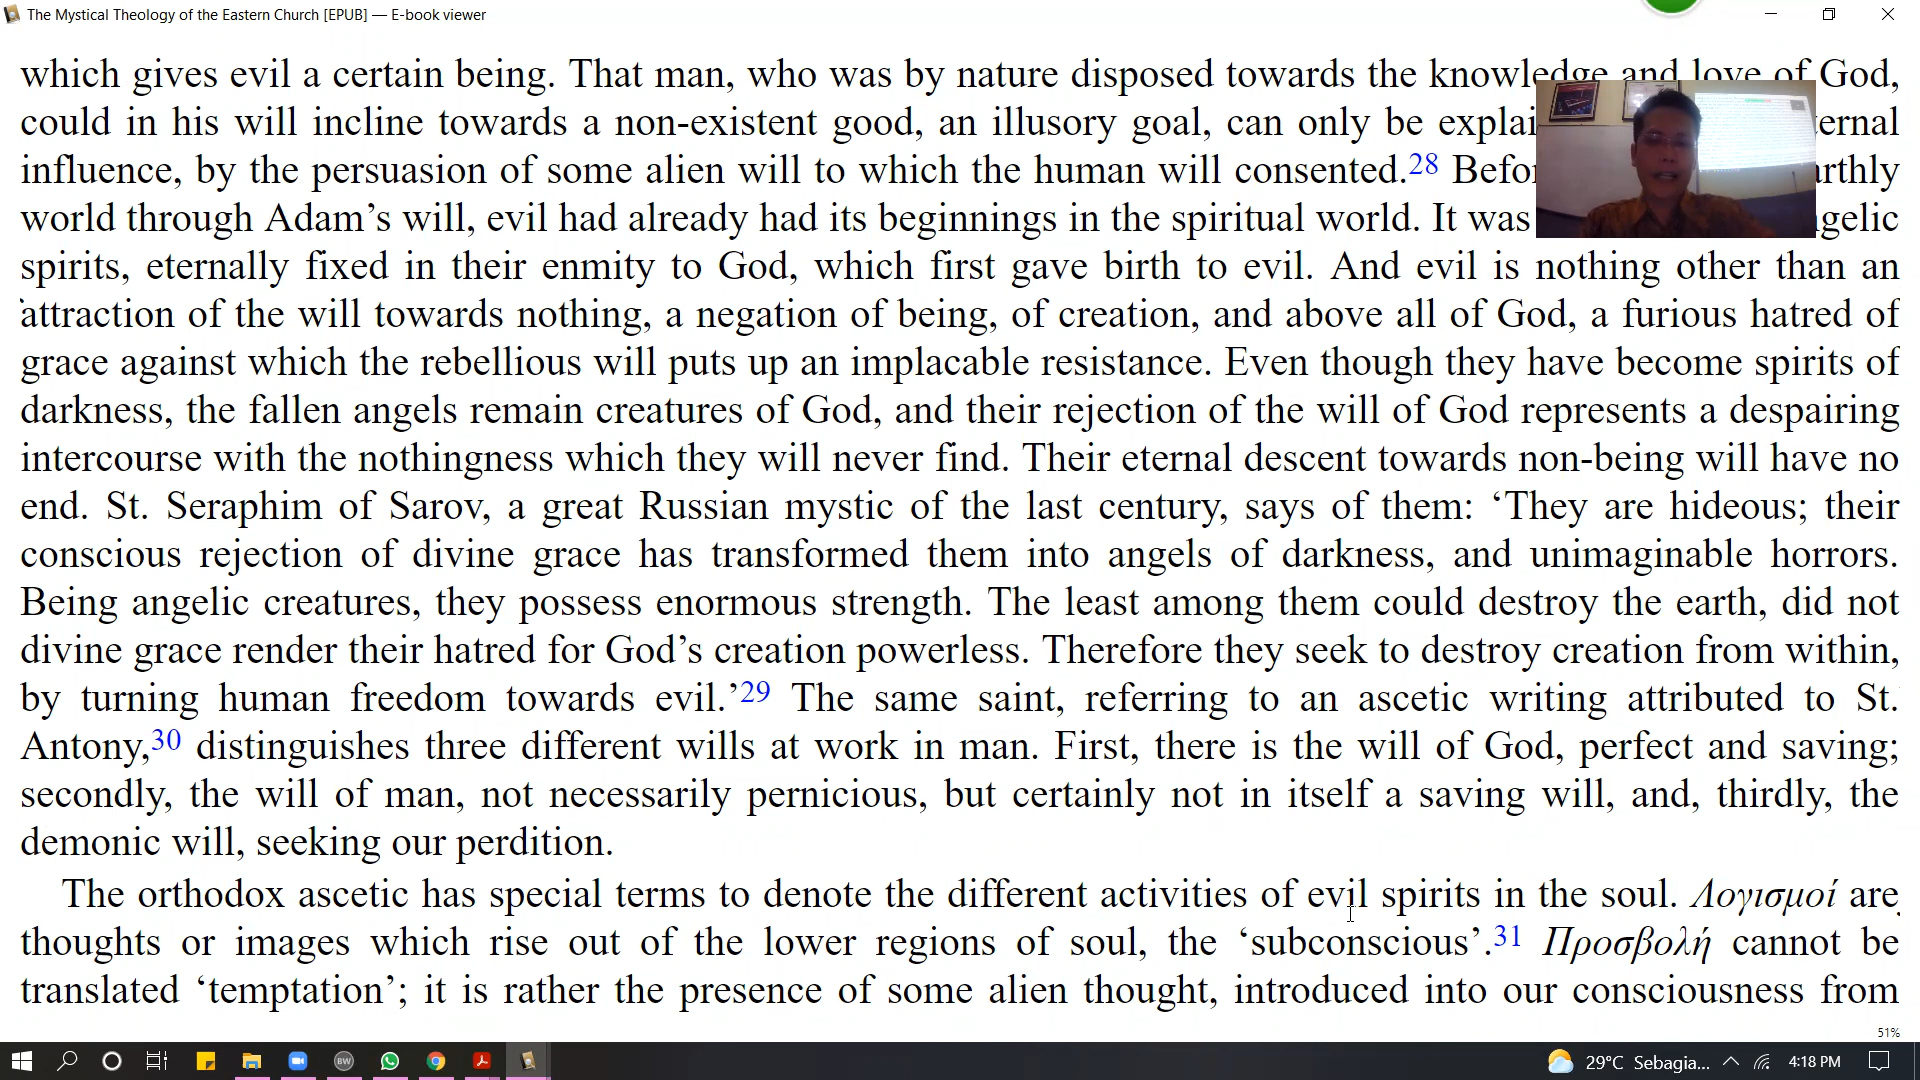 The Mystical Theology of the Eastern Church [EPUB] — E-book viewer
which gives evil a certain being. That man, who was by nature disposed towards the knowledge and love of God,
could in his will incline towards a non-existent good, an illusory goal, can only be
influence, by the persuasion of some alien will to which the human will consented.28
world through Adam’s will, evil had already had its beginnings in the spiritual world. It was
spirits, eternally fixed in their enmity to God, which first gave birth to evil. And evil is nothing other than an
attraction of the will towards nothing, a negation of being, of creation, and above all of God, a furious hatred of
grace against which the rebellious will puts up an implacable resistance. Even though they have become spirits of
darkness, the fallen angels remain creatures of God, and their rejection of the will of God represents a despairing
intercourse with the nothingness which they will never find. Their eternal descent towards non-being will have no
end. St. Seraphim of Sarov, a great Russian mystic of the last century, says of them: ‘They are hideous; their
conscious rejection of divine grace has transformed them into angels of darkness, and unimaginable horrors.
Being angelic creatures, they possess enormous strength. The least among them could destroy the earth, did not
divine grace render their hatred for God’s creation powerless. Therefore they seek to destroy creation from within,
by turning human freedom towards evil.’29 The same saint, referring to an ascetic writing attributed to St.
Antony,30 distinguishes three different wills at work in man. First, there is the will of God, perfect and saving;
secondly, the will of man, not necessarily pernicious, but certainly not in itself a saving will, and, thirdly, the
demonic will, seeking our perdition.
The orthodox ascetic has special terms to denote the different activities of evil spirits in the soul. Λογισμοί are
thoughts or images which rise out of the lower regions of soul, the ‘subconscious’.31 Προσβολή cannot be
translated ‘temptation’; it is rather the presence of some alien thought, introduced into our consciousness from
51%
BW
29°C Sebagia... 4:18 PM